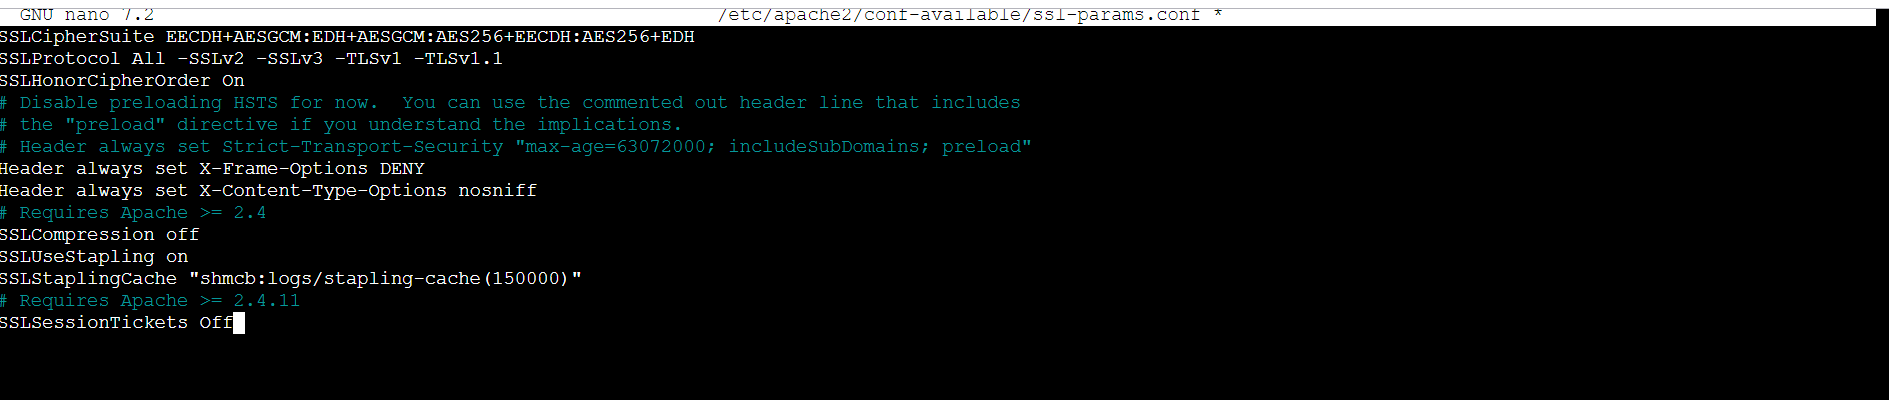 GNU nano 7.2 /etc/apache2/conf-available/ssl-params.conf *
SSLCipherSuite EECDH+AESGCM:EDH+AESGCM:AES256+EECDH:AES256+EDH
SSLProtocol All -SSLv2 -SSLv3 -TLSv1 -TLSv1.1
SSLHonorCipherOrder On
# Disable preloading HSTS for now.  You can use the commented out header line that includes
# the "preload" directive if you understand the implications.
# Header always set Strict-Transport-Security "max-age=63072000; includeSubDomains; preload"
Header always set X-Frame-Options DENY
Header always set X-Content-Type-Options nosniff
# Requires Apache >= 2.4
SSLCompression off
SSLUseStapling on
SSLStaplingCache "shmcb:logs/stapling-cache(150000)"
# Requires Apache >= 2.4.11
SSLSessionTickets Off